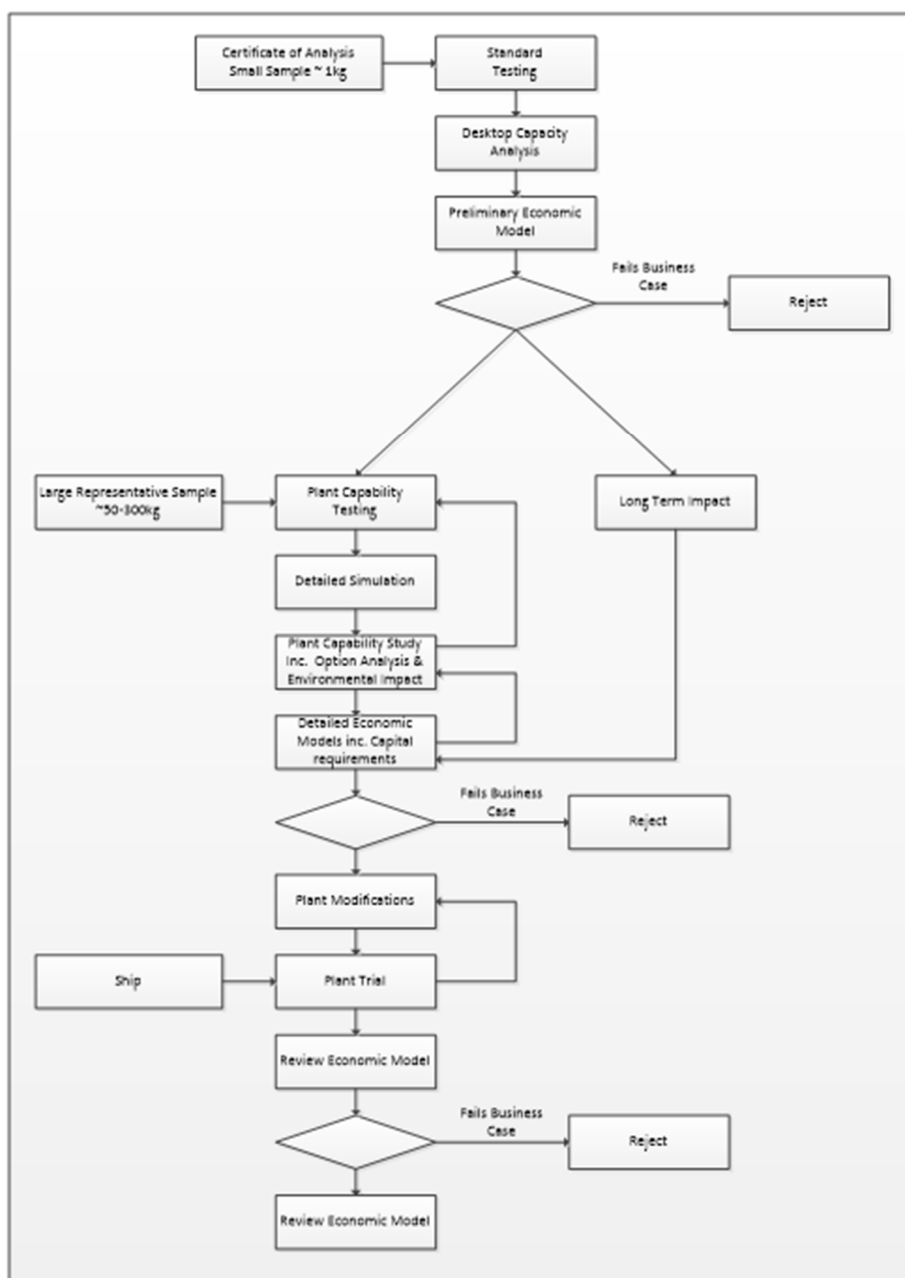 Certificate of Analysis
Small Sample ~ 1kg
Standard
Testing
Desktop Capacity
Analysis
Preliminary Economic
Model
Fails Business
Case
Reject
Large Representative Sample
~50-300kg
Plant Capability
Testing
Long Term Impact
Detailed Simulation
Plant Capability Study
Inc. Option Analysis &
Environmental Impact
Detailed Economic
Models inc. Capital
requirements
Fails Business
Case
Reject
Plant Modifications
Ship
Plant Trial
Review Economic Model
Fails Business
Case
Reject
Review Economic Model